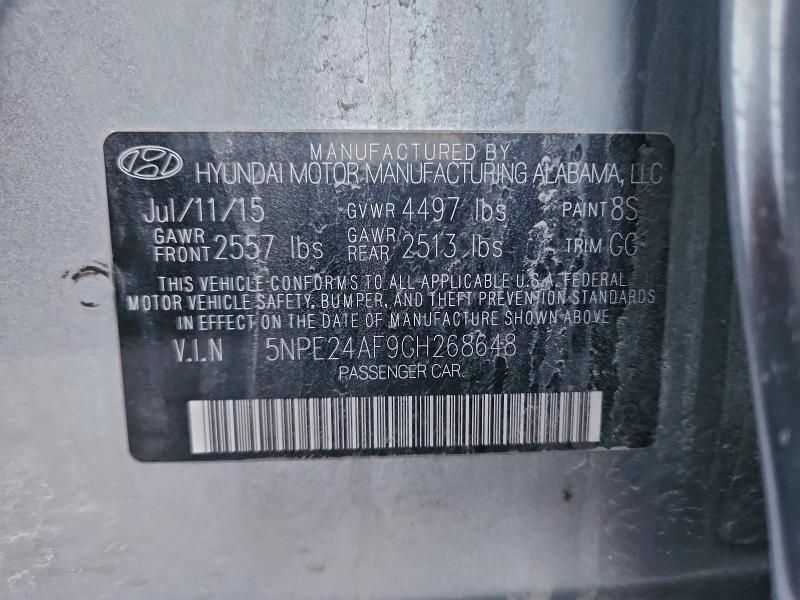 MANUFACTURED BY
HYUNDAI MOTOR MANUFACTURING ALABAMA, LLC
Jul/11/15 GVWR 4497 lbs PAINT 8S
GAWR FRONT 2557 lbs GAWR REAR 2513 lbs TRIM GG
THIS VEHICLE CONFORMS TO ALL APPLICABLE U.S.A. FEDERAL
MOTOR VEHICLE SAFETY, BUMPER, AND THEFT PREVENTION STANDARDS
IN EFFECT ON THE DATE OF MANUFACTURE SHOWN ABOVE.
V.I.N 5NPE24AF9GH268648
PASSENGER CAR